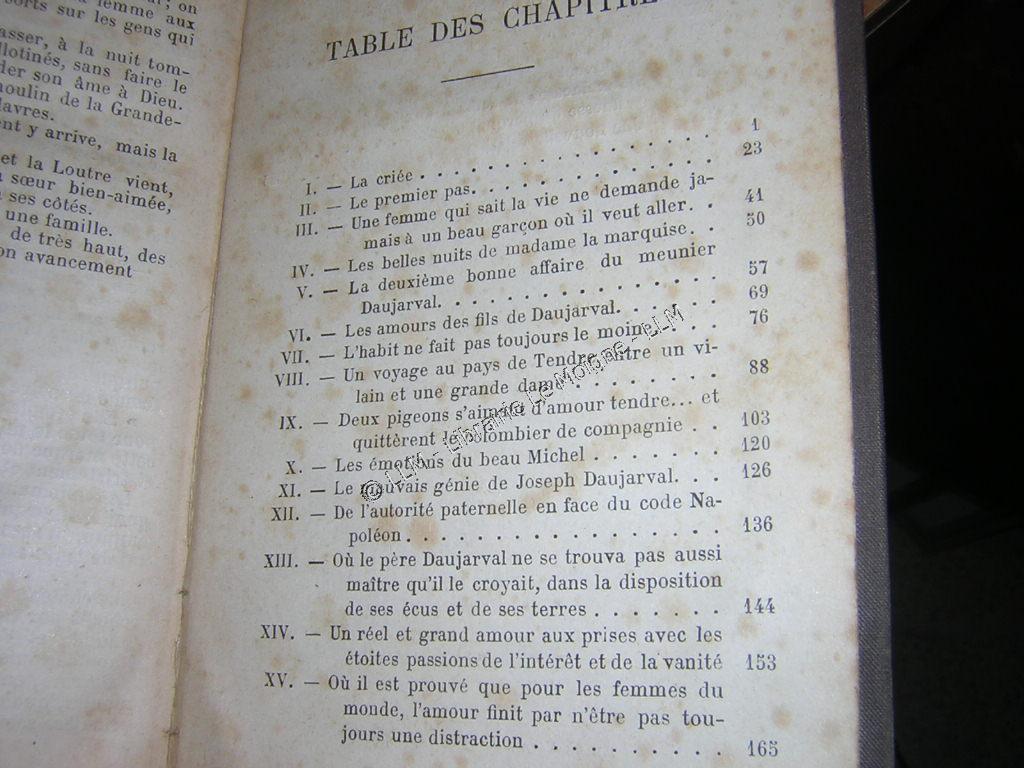 on
femme aux
sorts sur les gens qui
asser, à la nuit tom-
llotinés, sans faire le
der son âme à Dieu.
moulin de la Grande-
lavres.
ent y arrive, mais la
et la Loutre vient,
sœur bien-aimée,
ses côtés.
une famille.
de très haut, des
on avancement
TABLE DES CHAPITRE
I. — La criée . . . . . . . . . . . . . 1
II. — Le premier pas. . . . . . . . . . . 23
III. — Une femme qui sait la vie ne demande ja-
mais à un beau garçon où il veut aller. . 41
IV. — Les belles nuits de madame la marquise. . 50
V. — La deuxième bonne affaire du meunier
Daujarval. . . . . . . . . . . . . 57
VI. — Les amours des fils de Daujarval. . . . . 69
VII. — L'habit ne fait pas toujours le moine. . . . 76
VIII. — Un voyage au pays de Tendre entre un vi-
lain et une grande dame . . . . . . . 88
IX. — Deux pigeons s'aimant d'amour tendre... et
quittèrent le colombier de compagnie . . 103
X. — Les émotions du beau Michel . . . . . . 120
XI. — Le mauvais génie de Joseph Daujarval. . . 126
XII. — De l'autorité paternelle en face du code Na-
poléon. . . . . . . . . . . . . . 136
XIII. — Où le père Daujarval ne se trouva pas aussi
maître qu'il le croyait, dans la disposition
de ses écus et de ses terres . . . . . . . 144
XIV. — Un réel et grand amour aux prises avec les
étoites passions de l'intérêt et de la vanité 153
XV. — Où il est prouvé que pour les femmes du
monde, l'amour finit par n'être pas tou-
jours une distraction . . . . . . . . . . 165
© LLM - Librairie Le Moigne - LLM